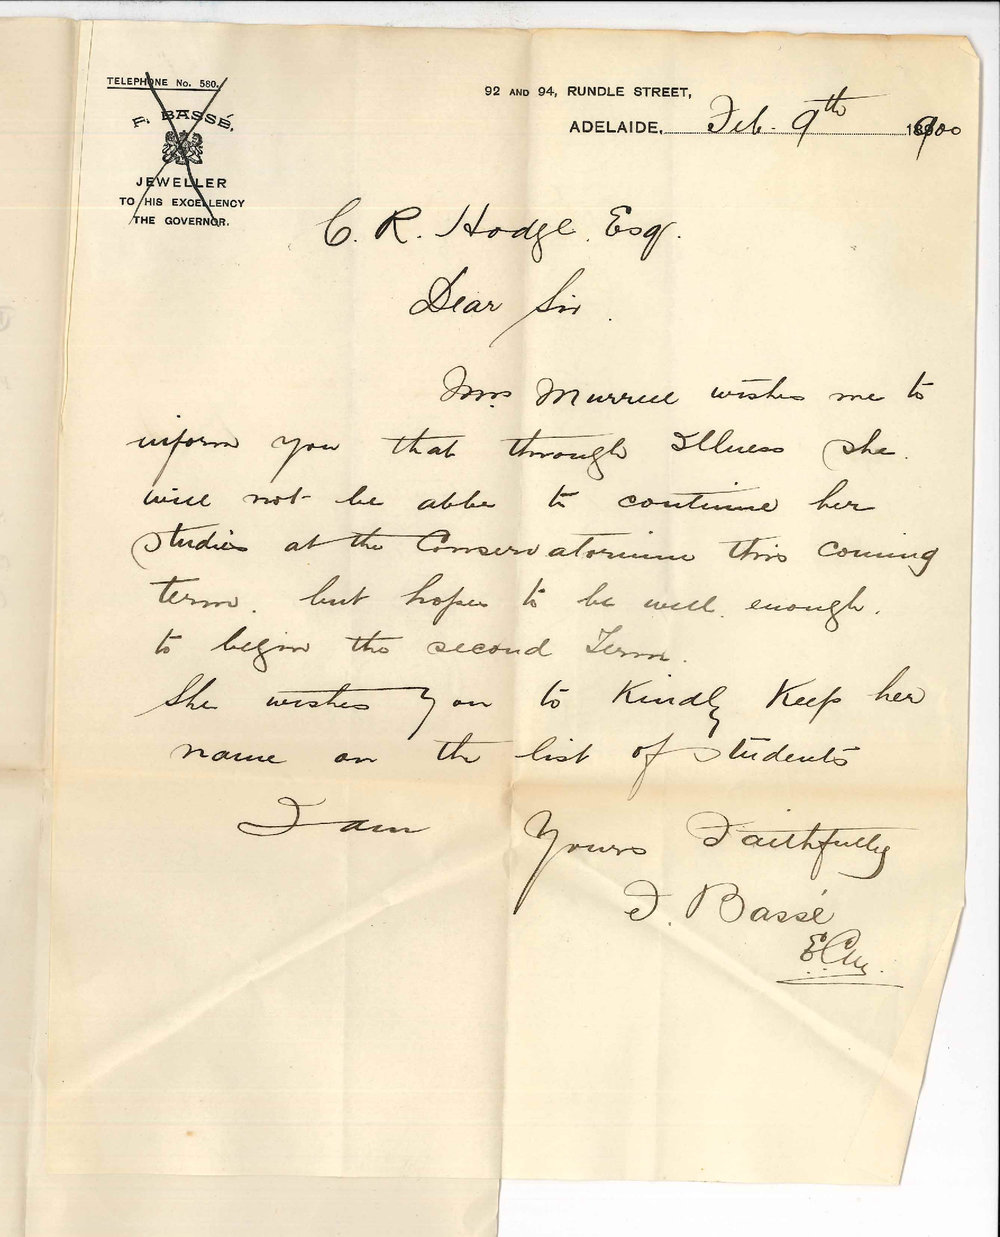 TELEPHONE No. 580.
F. BASSÉ,
JEWELLER
TO HIS EXCELLENCY
THE GOVERNOR.
92 AND 94, RUNDLE STREET,
ADELAIDE, Feb. 9th 1900
C. R. Hodge. Esq.
Dear Sir.
Mrs Murrell wishes me to
inform you that through Illness she.
will not be able to continue her
studies at the Conservatorium this coming
term. but hopes to be well enough.
to begin the second Term.
She wishes you to Kindly Keep her
name on the list of students
I am
Yours Faithfully
F. Bassé